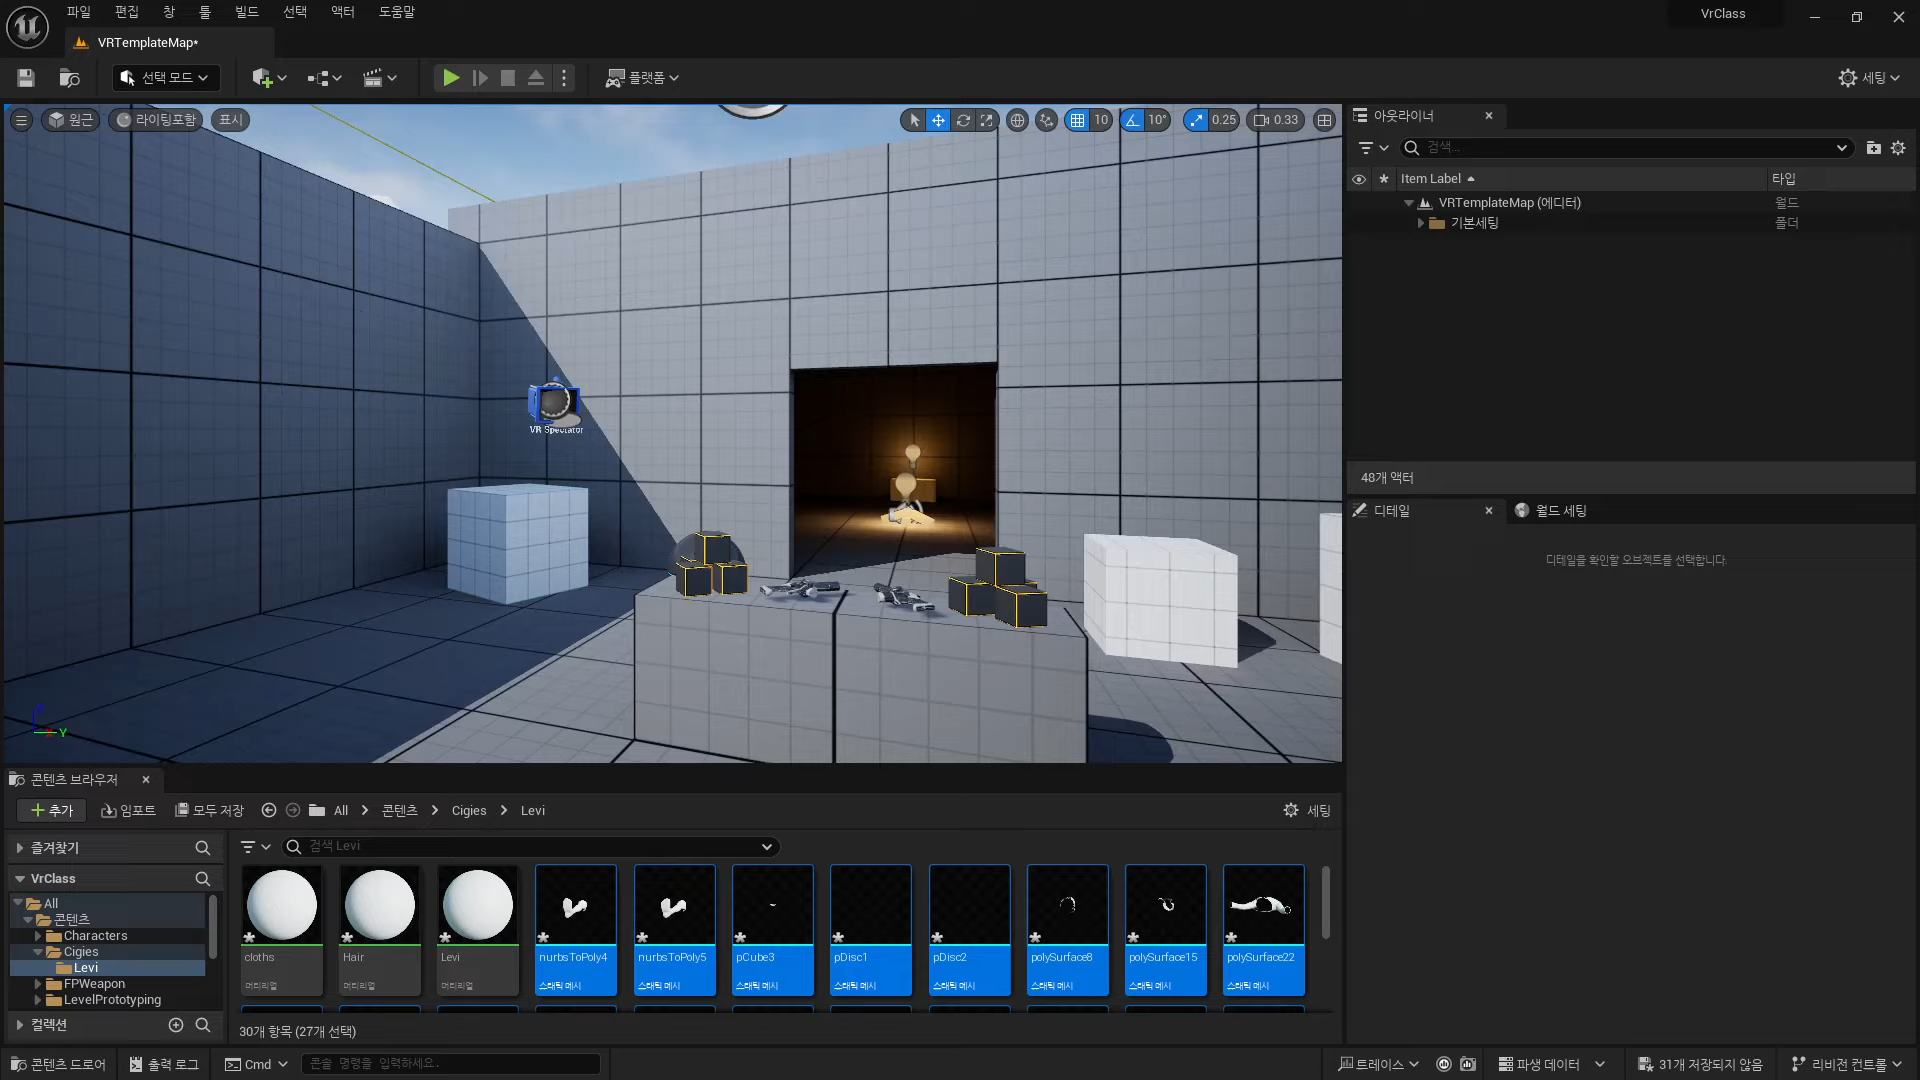 파일 편집 창 툴 빌드 선택 액터 도움말
VrClass
VRTemplateMap*
선택 모드
플랫폼
세팅
원근
라이팅포함
표시
10
10°
0.25
0.33
VR Spectator
Y
아웃라이너
검색...
Item Label
타입
VRTemplateMap (에디터)
월드
기본세팅
폴더
48개 액터
디테일
월드 세팅
디테일을 확인할 오브젝트를 선택합니다.
콘텐츠 브라우저
추가
임포트
모두 저장
All
콘텐츠
Cigies
Levi
세팅
즐겨찾기
VrClass
All
콘텐츠
Characters
Cigies
Levi
FPWeapon
LevelPrototyping
컬렉션
검색 Levi
cloths
머티리얼
Hair
머티리얼
Levi
머티리얼
nurbsToPoly4
스태틱 메시
nurbsToPoly5
스태틱 메시
pCube3
스태틱 메시
pDisc1
스태틱 메시
pDisc2
스태틱 메시
polySurface8
스태틱 메시
polySurface15
스태틱 메시
polySurface22
스태틱 메시
30개 항목 (27개 선택)
콘텐츠 드로어
출력 로그
Cmd
콘솔 명령을 입력하세요..
트레이스
파생 데이터
31개 저장되지 않음
리비전 컨트롤